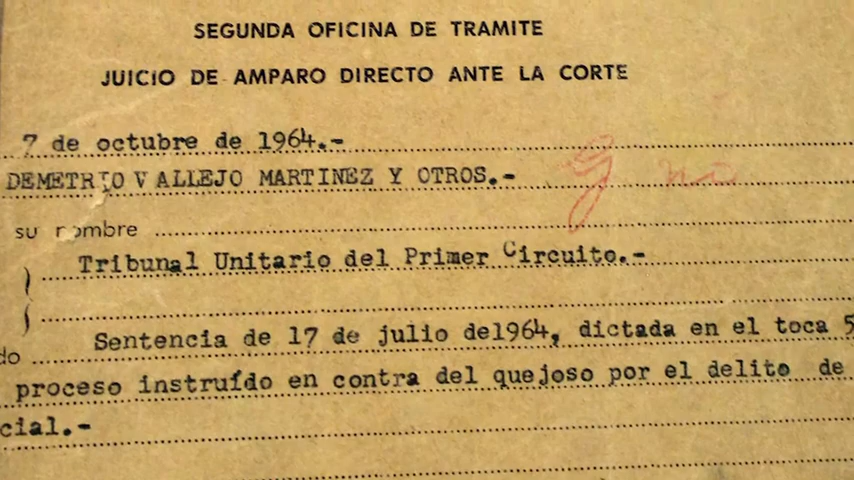 SEGUNDA OFICINA DE TRAMITE
JUICIO DE AMPARO DIRECTO ANTE LA CORTE
7 de octubre de 1964.-
DEMETRIO VALLEJO MARTINEZ Y OTROS.-
su nombre
Tribunal Unitario del Primer Circuito.-
Sentencia de 17 de julio del1964, dictada en el toca 5
do
proceso instruído en contra del quejoso por el delito de
cial.-